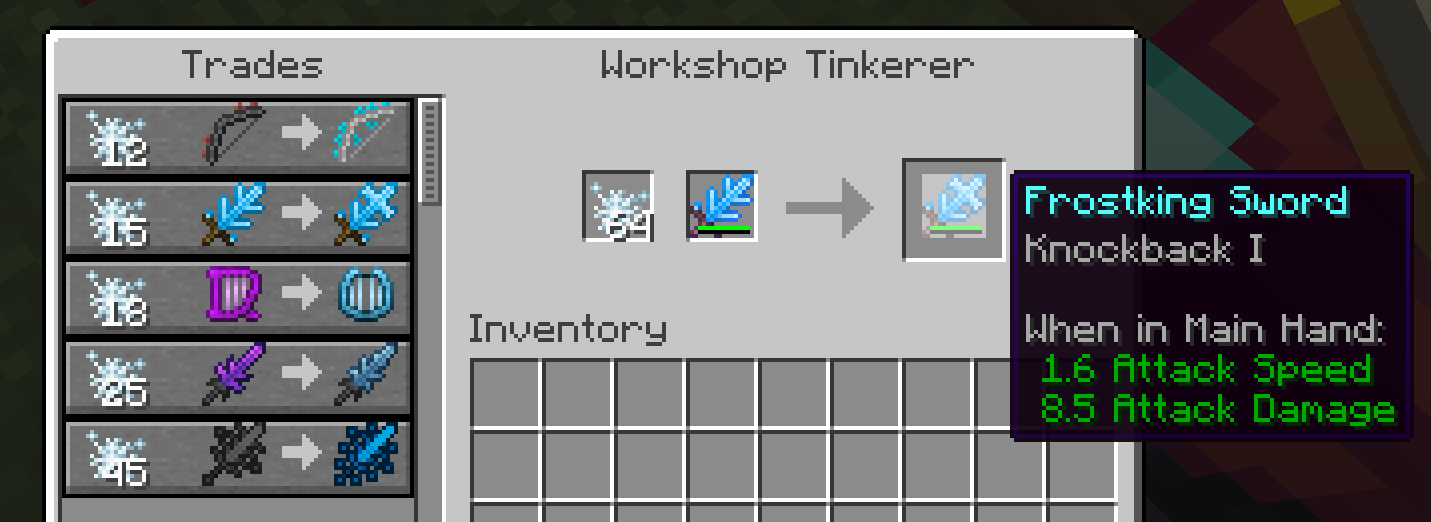 Trades
Workshop Tinkerer
12
15
18
25
45
64
Frostking Sword
Knockback I
When in Main Hand:
1.6 Attack Speed
8.5 Attack Damage
Inventory